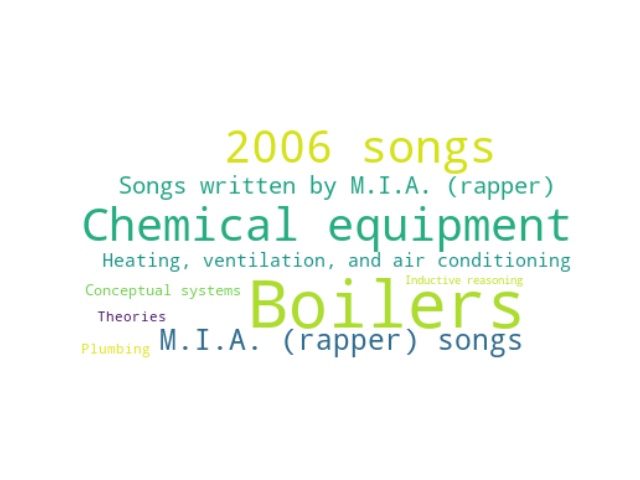 2006 songs
Songs written by M.I.A. (rapper)
Chemical equipment
Heating, ventilation, and air conditioning
Inductive reasoning
Conceptual systems
Boilers
Theories
M.I.A. (rapper) songs
Plumbing